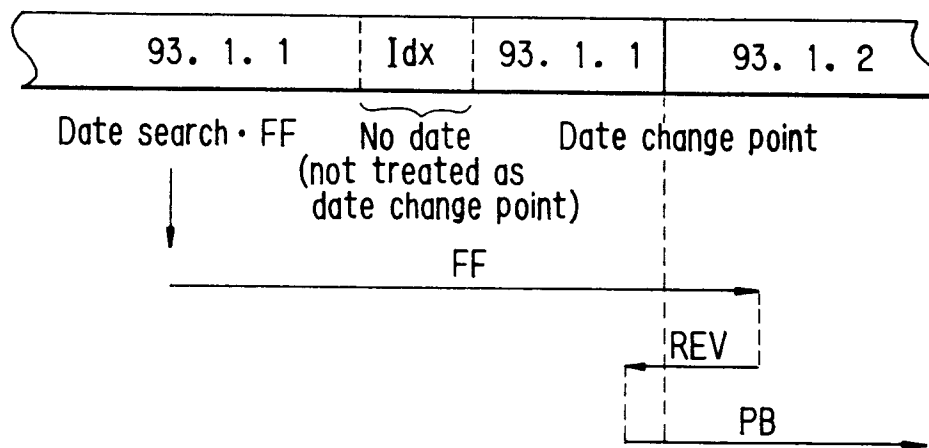 93. 1. 1 Idx 93. 1. 1 93. 1. 2
Date search · FF No date Date change point
(not treated as
date change point)
FF
REV
PB